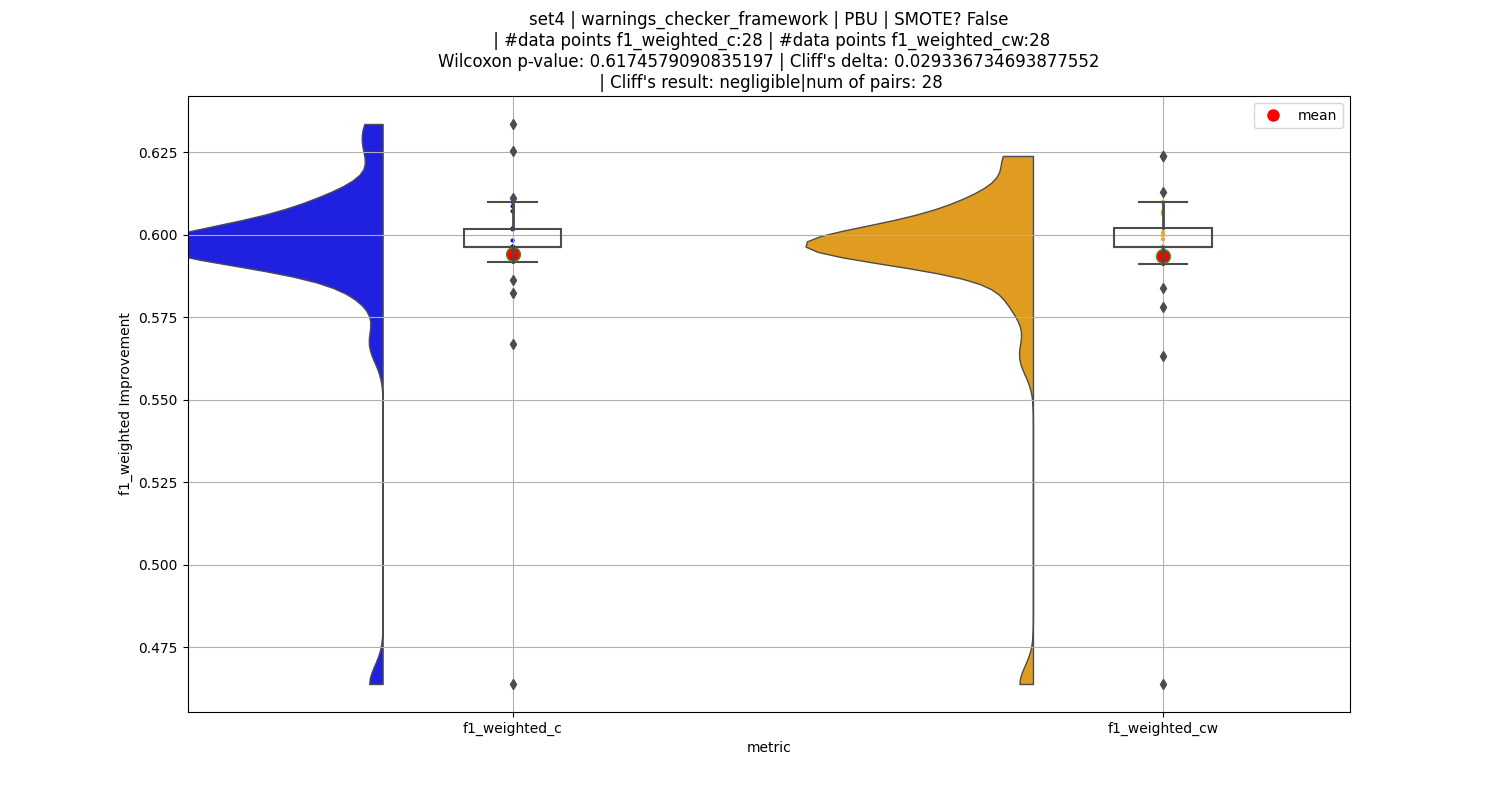 set4 | warnings_checker_framework | PBU | SMOTE? False
| #data points f1_weighted_c:28 | #data points f1_weighted_cw:28
Wilcoxon p-value: 0.6174579090835197 | Cliff's delta: 0.029336734693877552
| Cliff's result: negligible|num of pairs: 28
mean
0.625
0.600
0.575
0.550
0.525
0.500
0.475
f1_weighted Improvement
f1_weighted_c
f1_weighted_cw
metric